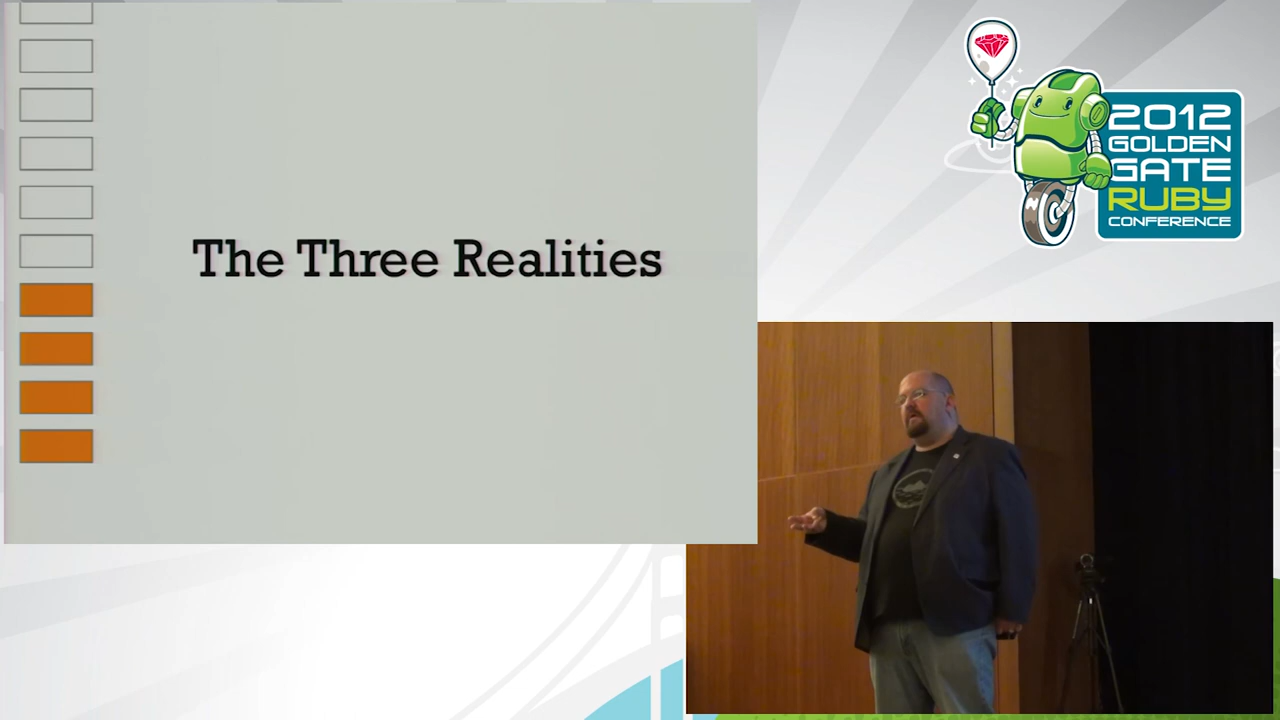 The Three Realities
2012
GOLDEN
GATE
RUBY
CONFERENCE